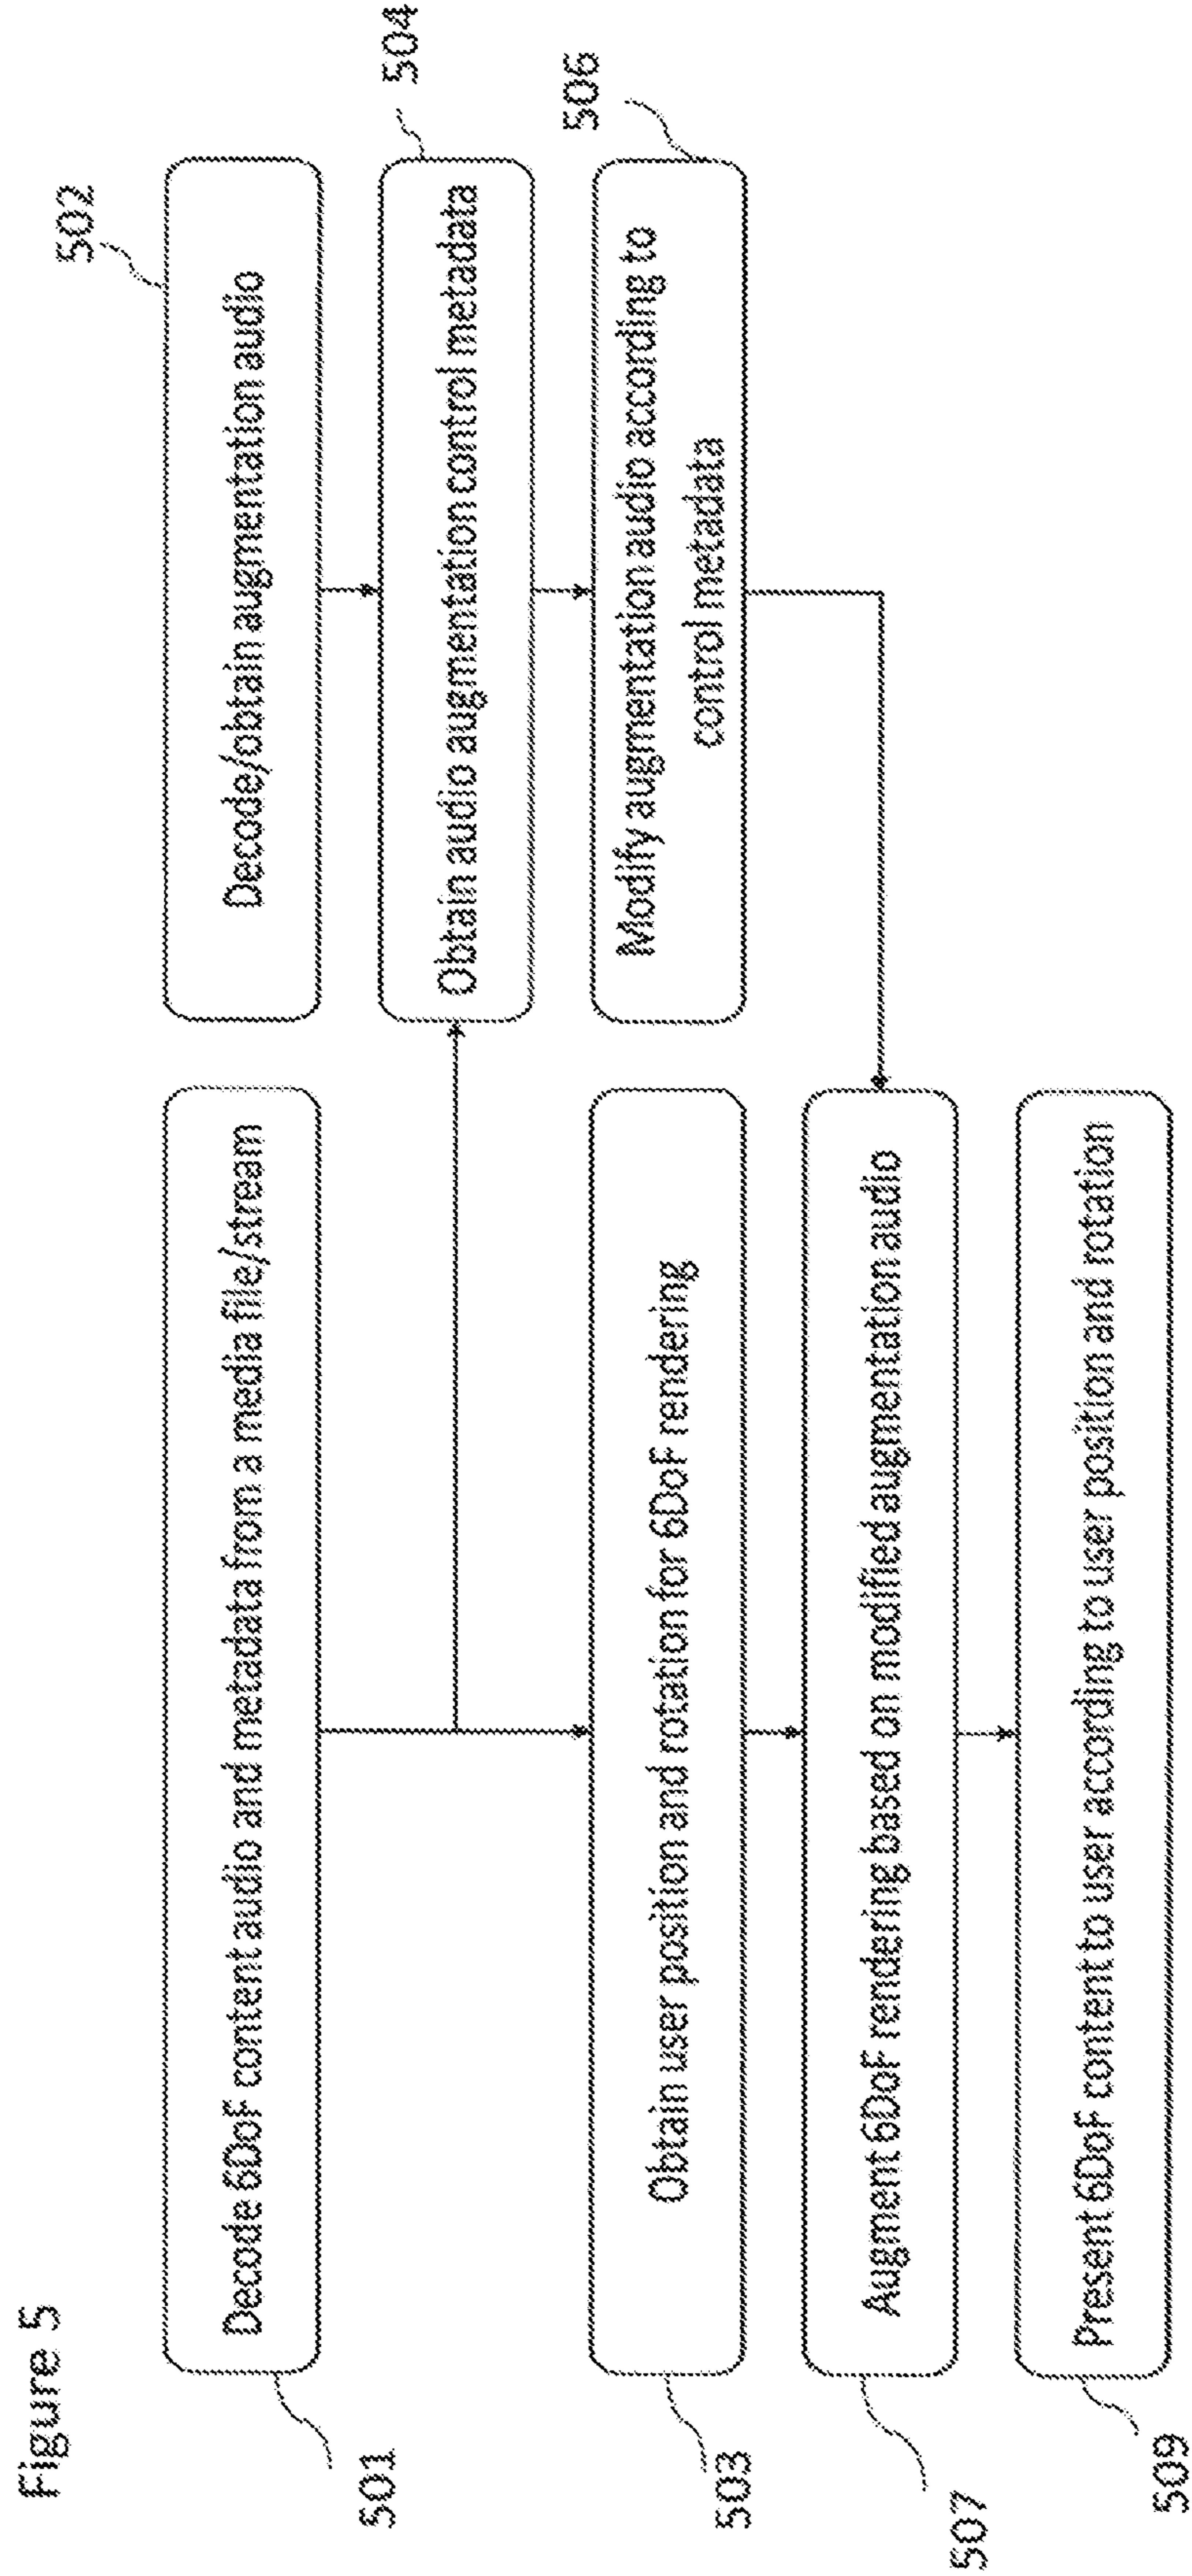 Figure 5
501
Decode 6DoF content audio and metadata from a media file/stream
502
Decode/obtain augmentation audio
504
Obtain audio augmentation control metadata
503
Obtain user position and rotation for 6DoF rendering
506
Modify augmentation audio according to
control metadata
507
Augment 6DoF rendering based on modified augmentation audio
509
Present 6DoF content to user according to user position and rotation